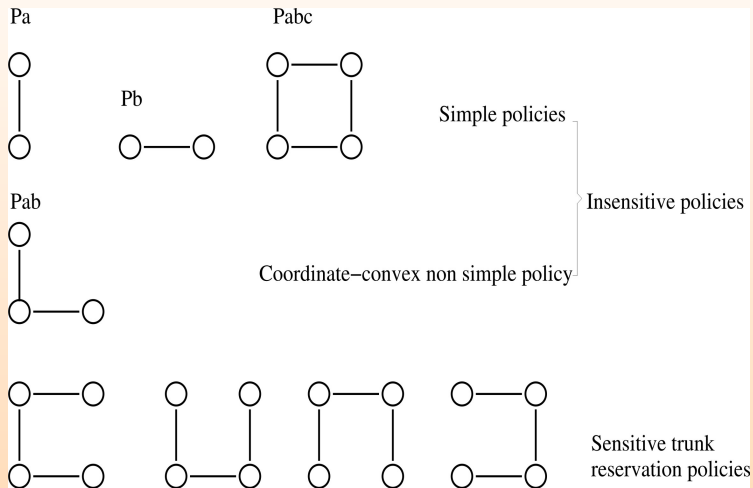 Pa
Pabc
Pb
Simple policies
Pab
Insensitive policies
Coordinate−convex non simple policy
Sensitive trunk
reservation policies